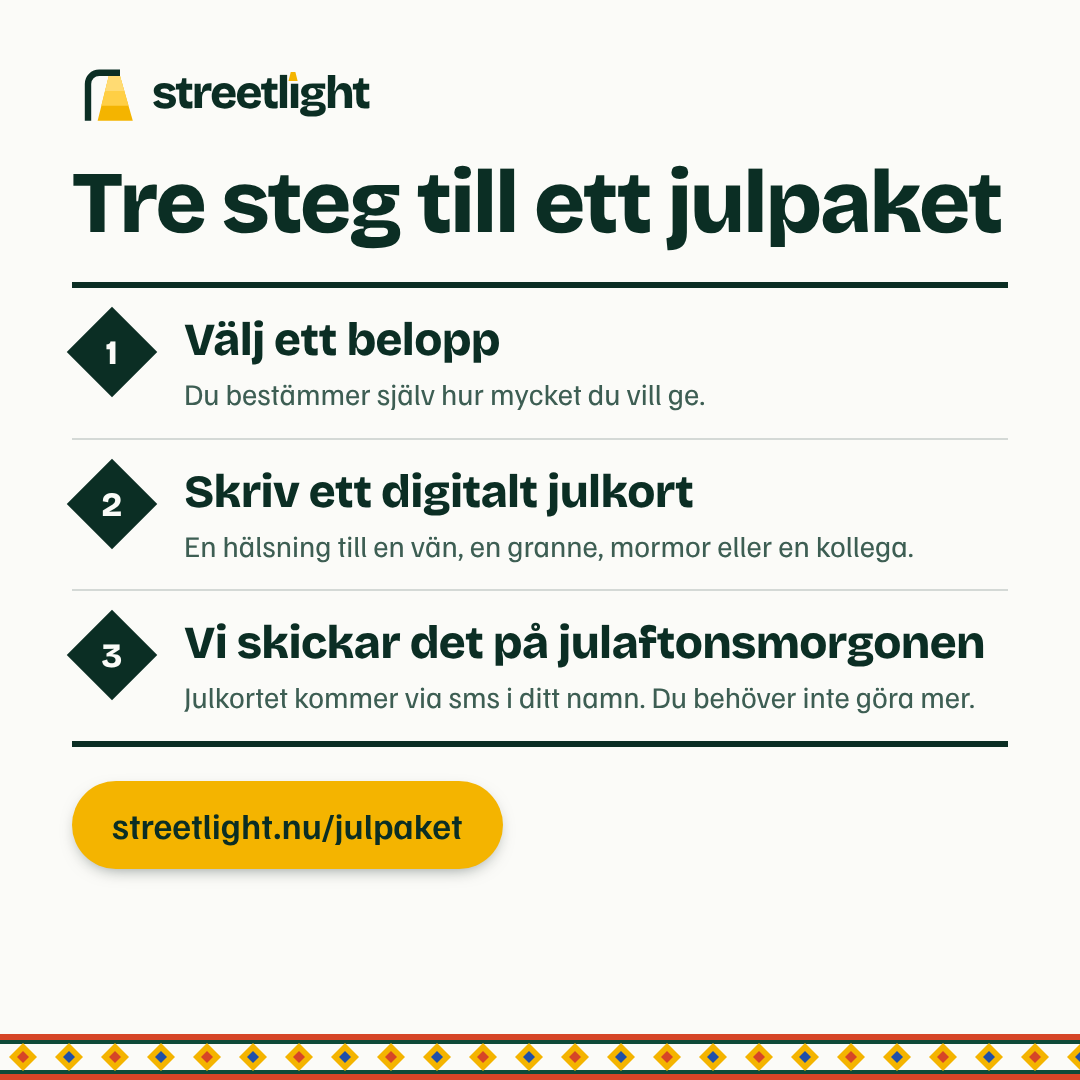 streetlight
Tre steg till ett julpaket
1
Välj ett belopp
Du bestämmer själv hur mycket du vill ge.
2
Skriv ett digitalt julkort
En hälsning till en vän, en granne, mormor eller en kollega.
3
Vi skickar det på julaftonsmorgonen
Julkortet kommer via sms i ditt namn. Du behöver inte göra mer.
streetlight.nu/julpaket